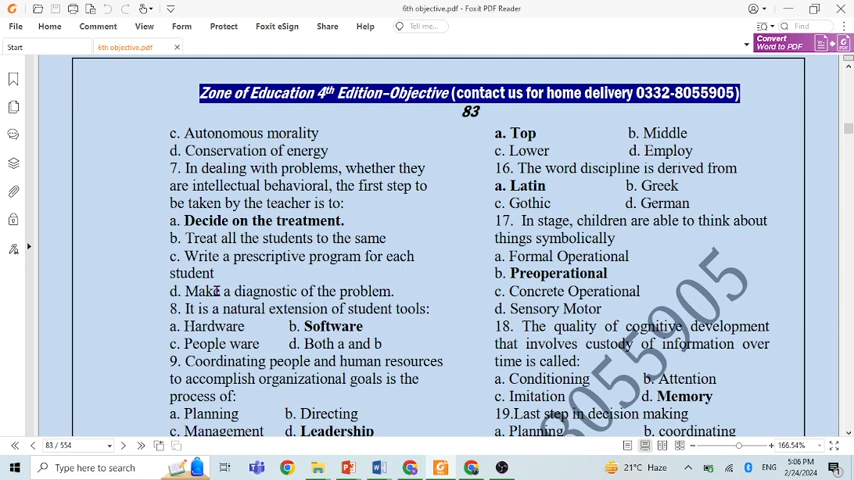 6th objective.pdf - Foxit PDF Reader
File Home Comment View Form Protect Foxit eSign Share Help Tell me... Find
Start 6th objective.pdf
Convert
Word to PDF
Zone of Education 4th Edition–Objective (contact us for home delivery 0332-8055905)
83
c. Autonomous morality
d. Conservation of energy
7. In dealing with problems, whether they
are intellectual behavioral, the first step to
be taken by the teacher is to:
a. Decide on the treatment.
b. Treat all the students to the same
c. Write a prescriptive program for each
student
d. Make a diagnostic of the problem.
8. It is a natural extension of student tools:
a. Hardware b. Software
c. People ware d. Both a and b
9. Coordinating people and human resources
to accomplish organizational goals is the
process of:
a. Planning b. Directing
c. Management d. Leadership
a. Top b. Middle
c. Lower d. Employ
16. The word discipline is derived from
a. Latin b. Greek
c. Gothic d. German
17. In stage, children are able to think about
things symbolically
a. Formal Operational
b. Preoperational
c. Concrete Operational
d. Sensory Motor
18. The quality of cognitive development
that involves custody of information over
time is called:
a. Conditioning b. Attention
c. Imitation d. Memory
19.Last step in decision making
a. Planning b. coordinating
8055905
83 / 554
166.54%
Type here to search
21°C Haze
ENG
5:06 PM
2/24/2024